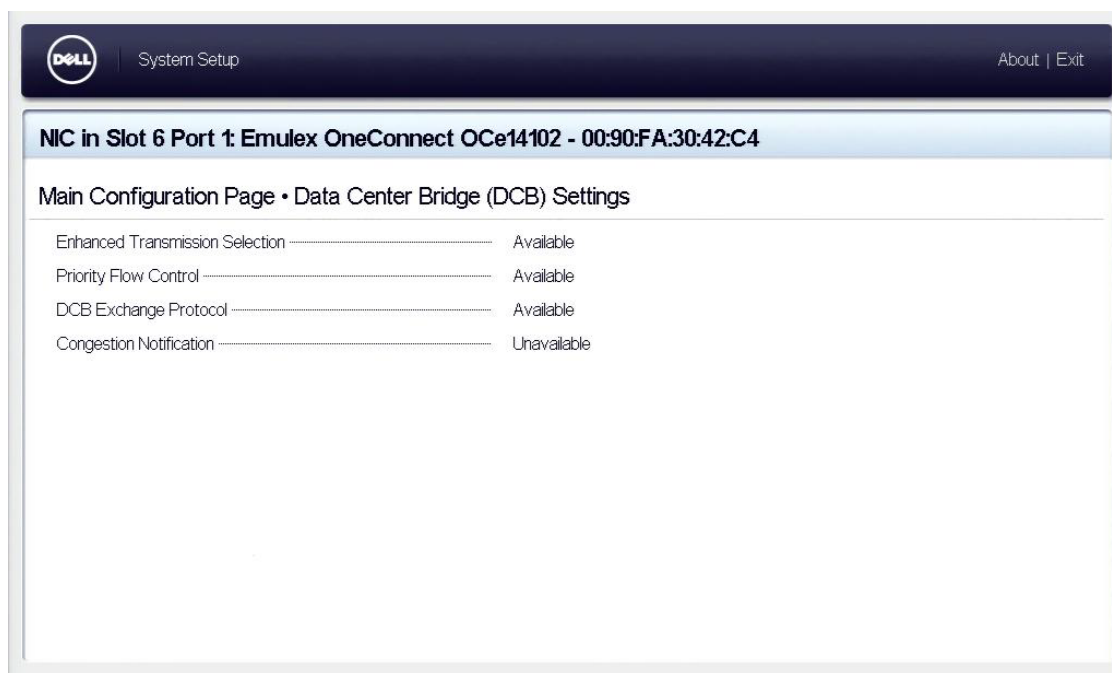 DELL
System Setup
About | Exit
NIC in Slot 6 Port 1: Emulex OneConnect OCe14102 - 00:90:FA:30:42:C4
Main Configuration Page • Data Center Bridge (DCB) Settings
Enhanced Transmission Selection Available
Priority Flow Control Available
DCB Exchange Protocol Available
Congestion Notification Unavailable